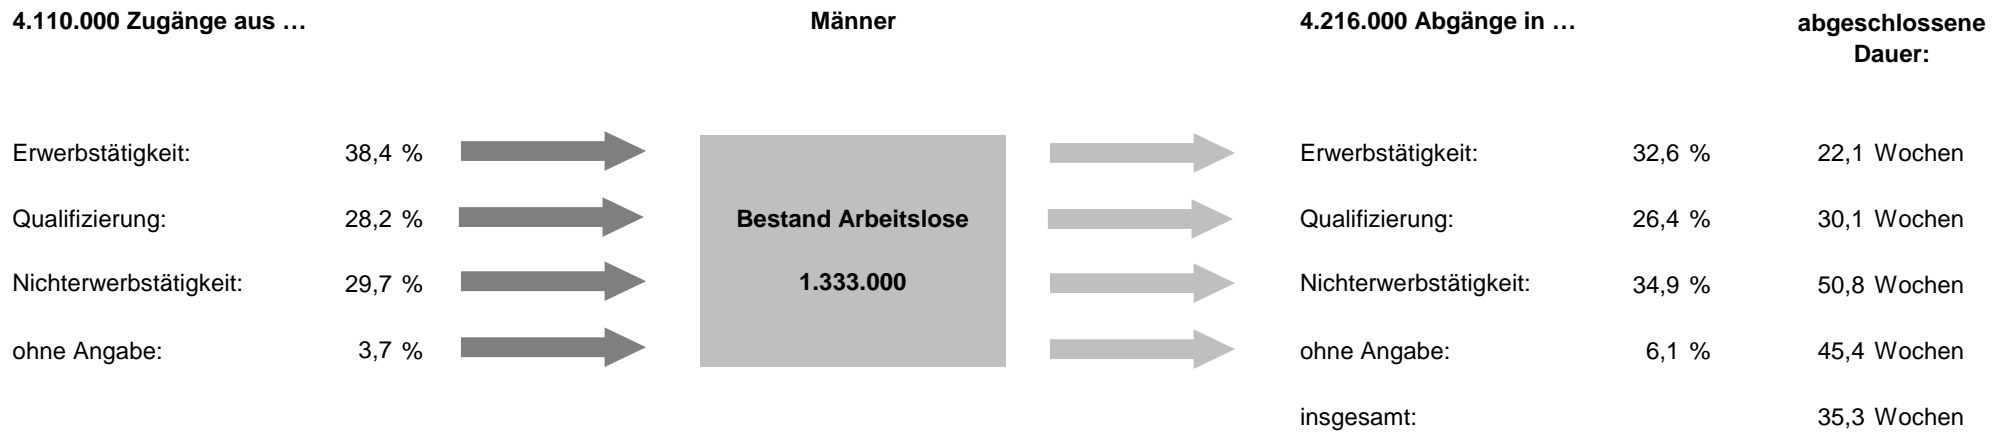 4.110.000 Zugänge aus …
Männer
4.216.000 Abgänge in …
abgeschlossene
Dauer:
Erwerbstätigkeit: 38,4 %
Erwerbstätigkeit: 32,6 % 22,1 Wochen
Qualifizierung: 28,2 %
Bestand Arbeitslose
Qualifizierung: 26,4 % 30,1 Wochen
Nichterwerbstätigkeit: 29,7 %
1.333.000
Nichterwerbstätigkeit: 34,9 % 50,8 Wochen
ohne Angabe: 3,7 %
ohne Angabe: 6,1 % 45,4 Wochen
insgesamt: 35,3 Wochen